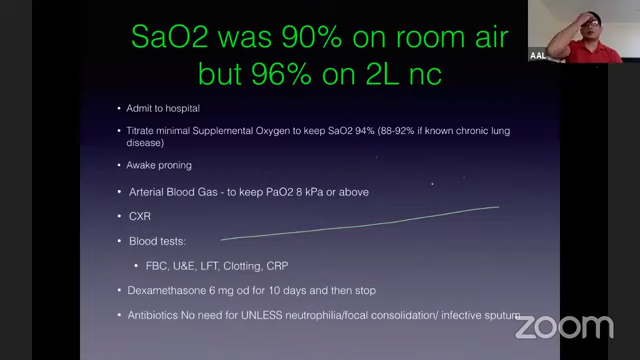 SaO2 was 90% on room air
but 96% on 2L nc
AAL
• Admit to hospital
• Titrate minimal Supplemental Oxygen to keep SaO2 94% (88-92% if known chronic lung
disease)
• Awake proning
• Arterial Blood Gas - to keep PaO2 8 kPa or above
• CXR
• Blood tests:
• FBC, U&E, LFT, Clotting, CRP
• Dexamethasone 6 mg od for 10 days and then stop
• Antibiotics No need for UNLESS neutrophilia/focal consolidation/ infective sputum
zoom